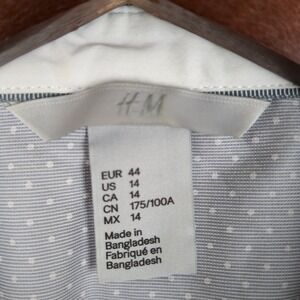 H&M
EUR 44
US 14
CA 14
CN 175/100A
MX 14
Made in
Bangladesh
Fabriqué en
Bangladesh